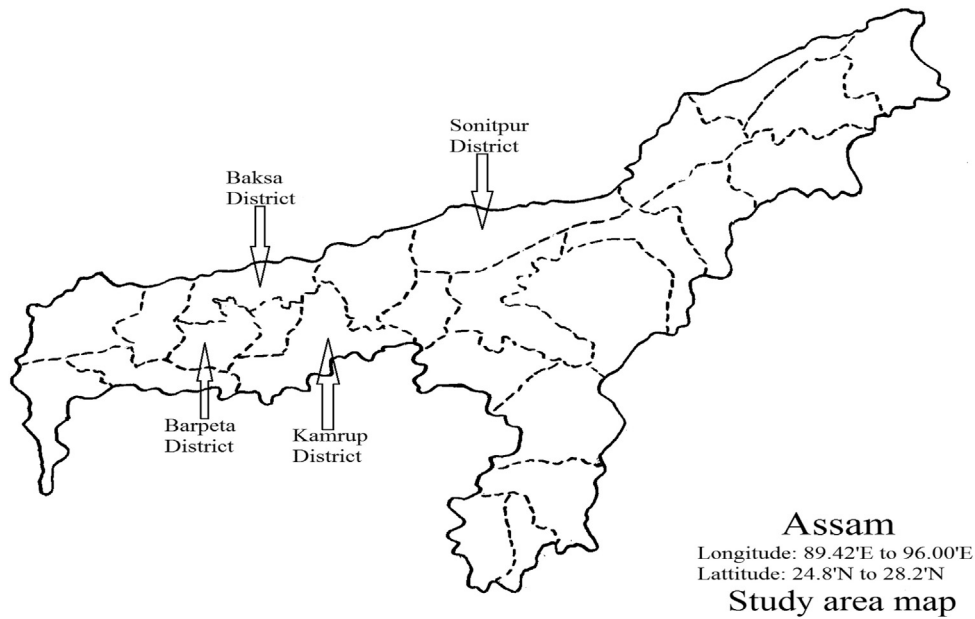 Sonitpur
District
Baksa
District
Barpeta
District
Kamrup
District
Assam
Longitude: 89.42'E to 96.00'E
Lattitude: 24.8'N to 28.2'N
Study area map